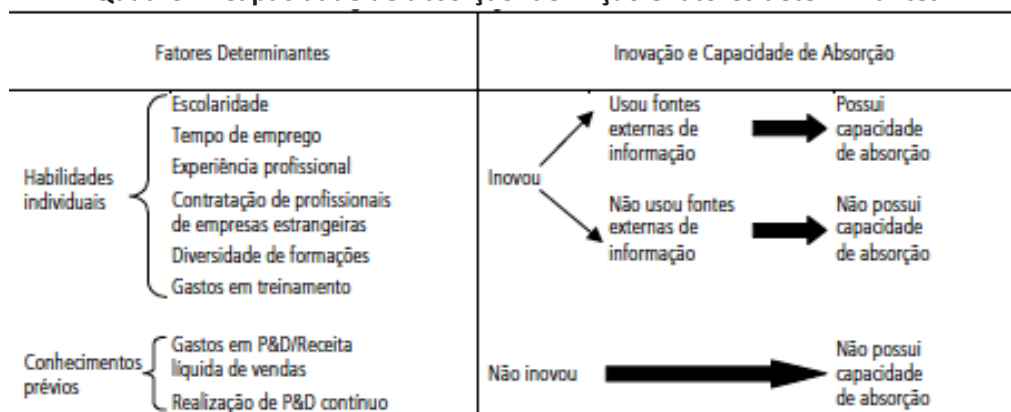 Fatores Determinantes
Inovação e Capacidade de Absorção
Habilidades
individuais
Escolaridade
Tempo de emprego
Experiência profissional
Contratação de profissionais
de empresas estrangeiras
Diversidade de formações
Gastos em treinamento
Conhecimentos
prévios
Gastos em P&D/Receita
líquida de vendas
Realização de P&D contínuo
Inovou
Usou fontes
externas de
informação
Possui
capacidade
de absorção
Não usou fontes
externas de
informação
Não possui
capacidade
de absorção
Não inovou
Não possui
capacidade
de absorção